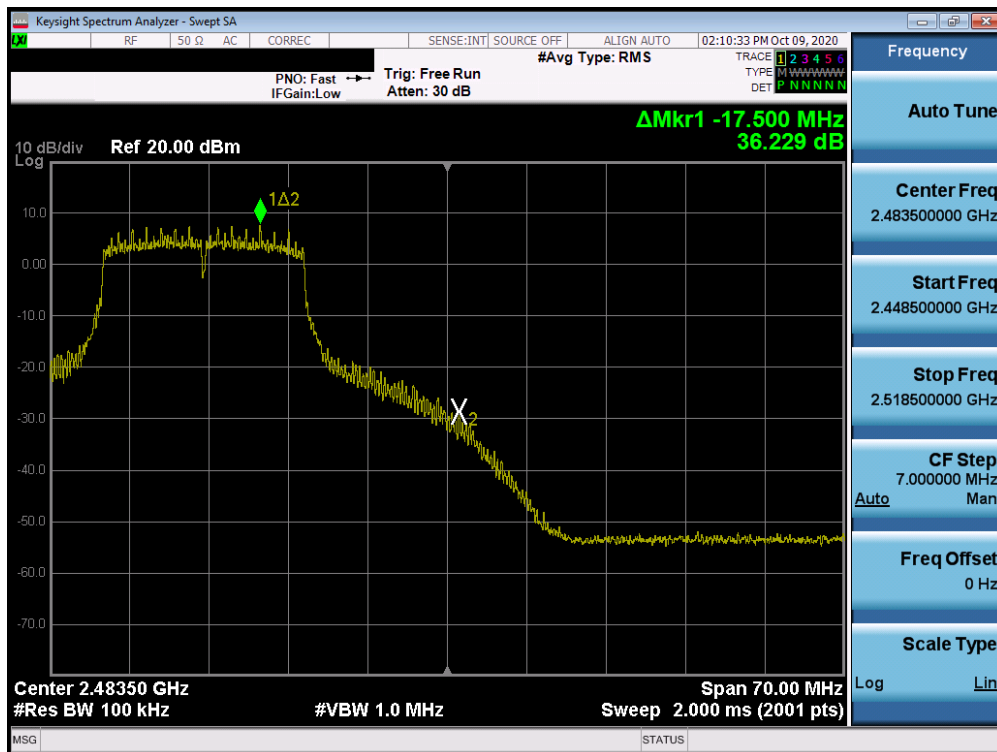 Keysight Spectrum Analyzer - Swept SA
LXI RF 50 Ω AC CORREC SENSE:INT SOURCE OFF ALIGN AUTO 02:10:33 PM Oct 09, 2020
#Avg Type: RMS
TRACE 1 2 3 4 5 6
PNO: Fast Trig: Free Run
TYPE M W W W W W
IFGain:Low Atten: 30 dB
DET P N N N N N
ΔMkr1 -17.500 MHz
36.229 dB
10 dB/div Ref 20.00 dBm
Log
1Δ2
10.0
0.00
-10.0
-20.0
-30.0
X2
-40.0
-50.0
-60.0
-70.0
Center 2.48350 GHz Span 70.00 MHz
#Res BW 100 kHz #VBW 1.0 MHz Sweep 2.000 ms (2001 pts)
MSG STATUS
Frequency
Auto Tune
Center Freq
2.483500000 GHz
Start Freq
2.448500000 GHz
Stop Freq
2.518500000 GHz
CF Step
7.000000 MHz
Auto Man
Freq Offset
0 Hz
Scale Type
Log Lin